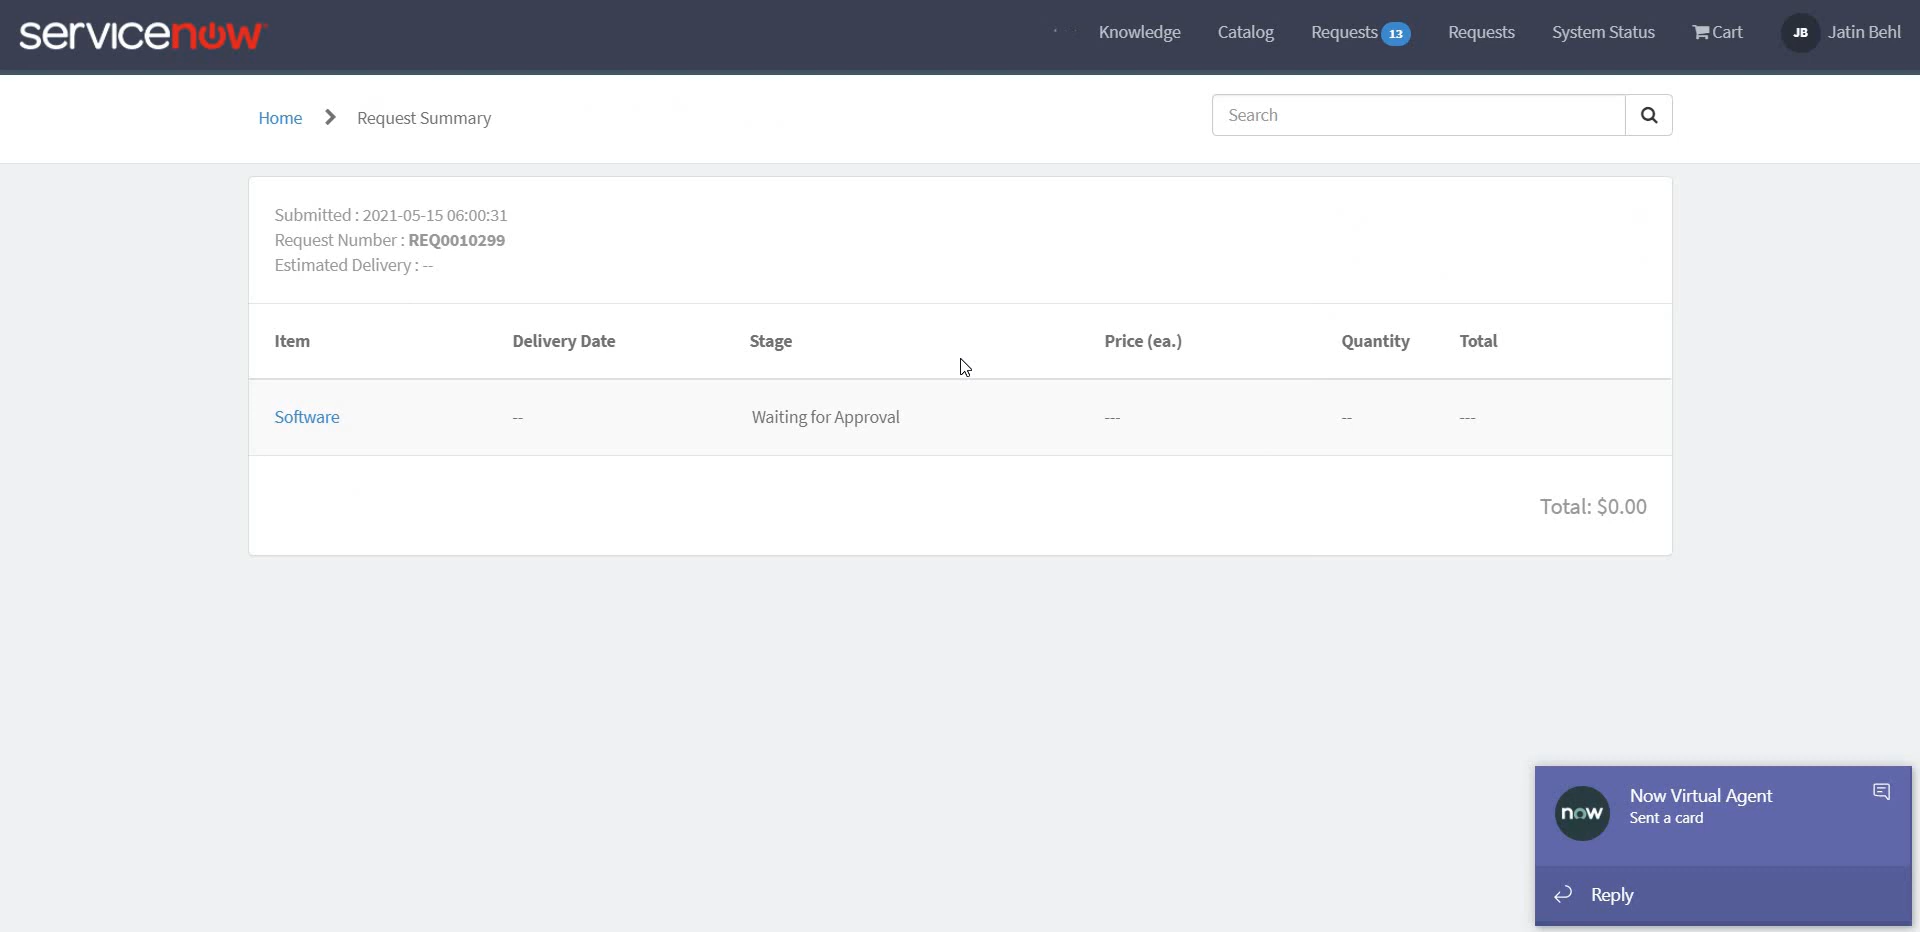 servicenow
Knowledge Catalog Requests 13 Requests System Status Cart JB Jatin Behl
Home Request Summary Search
Submitted : 2021-05-15 06:00:31
Request Number : REQ0010299
Estimated Delivery : --
Item Delivery Date Stage Price (ea.) Quantity Total
Software -- Waiting for Approval --- -- ---
Total: $0.00
now Now Virtual Agent
Sent a card
Reply